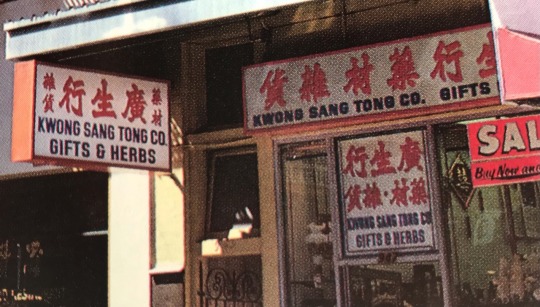 藥材
廣生行
雜貨
KWONG SANG TONG CO.
GIFTS & HERBS
生行藥材雜貨
KWONG SANG TONG CO. GIFTS
廣生行
藥材·雜貨
KWONG SANG TONG CO.
GIFTS & HERBS
SAL
Buy Now and